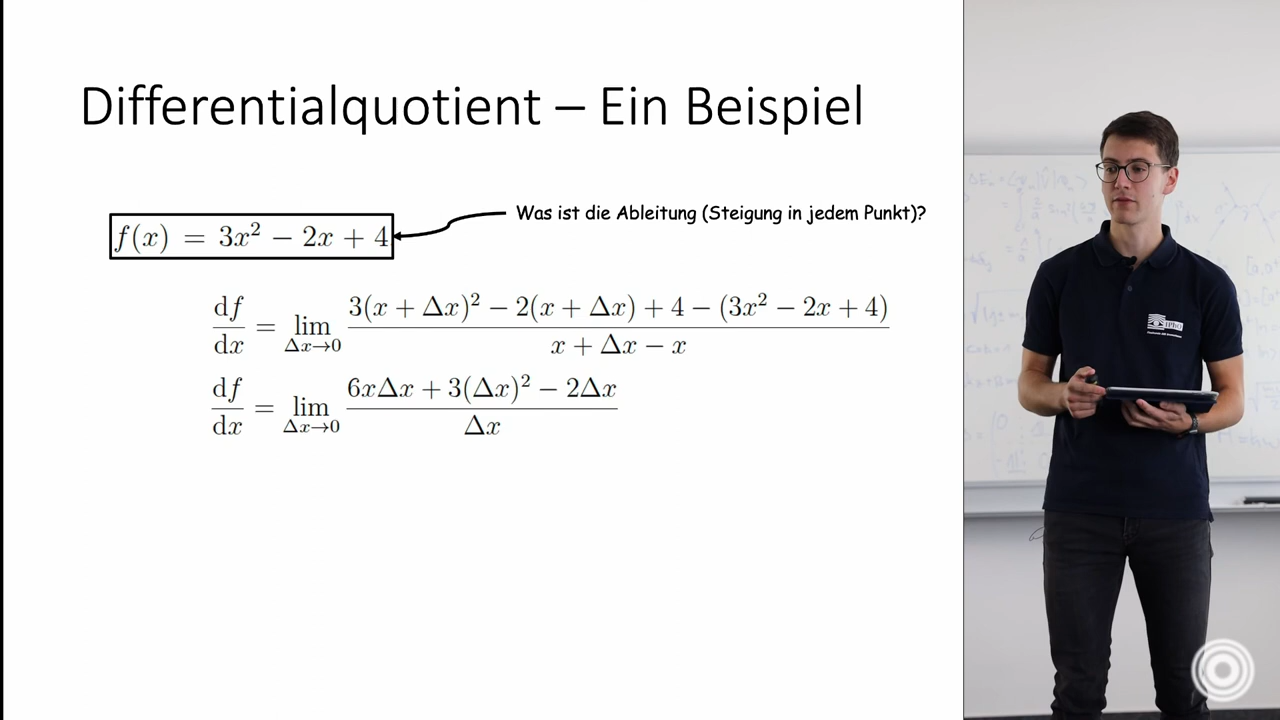 Differentialquotient – Ein Beispiel
f(x) = 3x² − 2x + 4
Was ist die Ableitung (Steigung in jedem Punkt)?
df/dx = lim_{Δx→0} (3(x + Δx)² − 2(x + Δx) + 4 − (3x² − 2x + 4))/(x + Δx − x)
df/dx = lim_{Δx→0} (6xΔx + 3(Δx)² − 2Δx)/Δx
IPhO